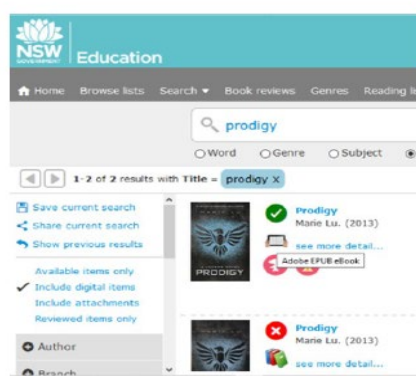 NSW
GOVERNMENT
Education
Home Browse lists Search Book reviews Genres Reading li
prodigy
Word Genre Subject
1-2 of 2 results with Title = prodigy X
Save current search
Share current search
Show previous results
Available items only
Include digital items
Include attachments
Reviewed items only
Author
Branch
PRODIGY
Prodigy
Marie Lu. (2013)
see more detail...
Adobe EPUB eBook
Prodigy
Marie Lu. (2013)
see more detail...